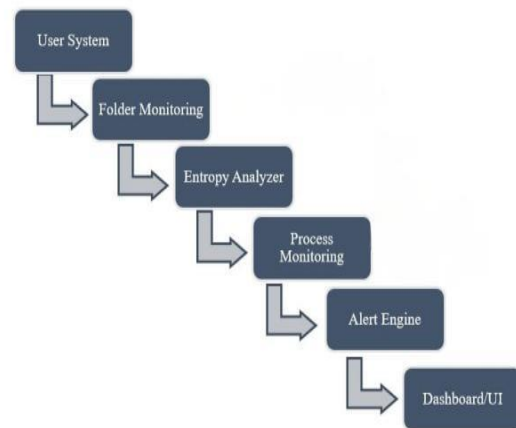 User System
Folder Monitoring
Entropy Analyzer
Process
Monitoring
Alert Engine
Dashboard/UI